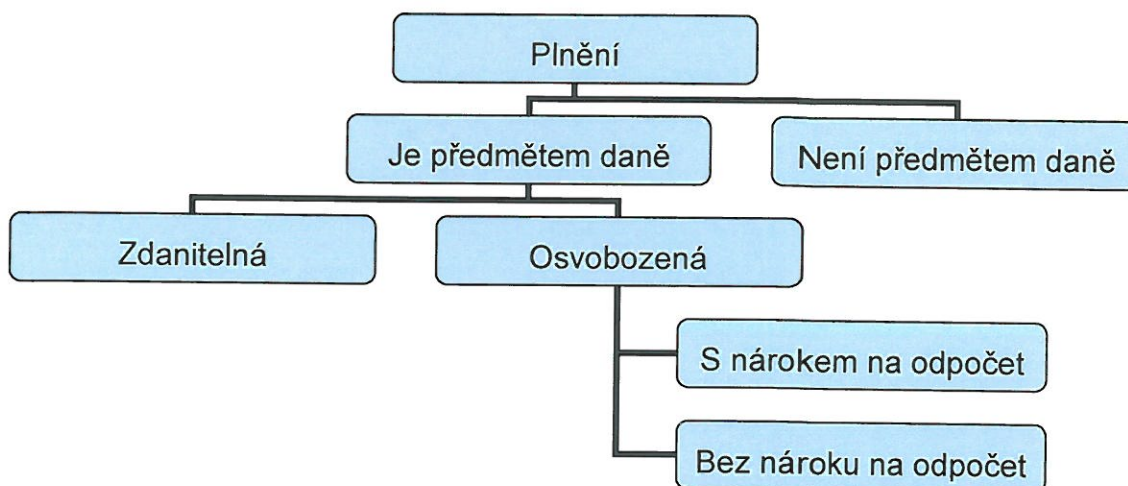 Plnění
Je předmětem daně
Není předmětem daně
Zdanitelná
Osvobozená
S nárokem na odpočet
Bez nároku na odpočet